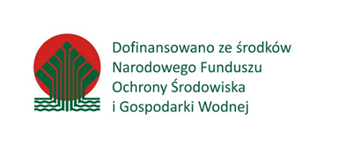 Dofinansowano ze środków
Narodowego Funduszu
Ochrony Środowiska
i Gospodarki Wodnej